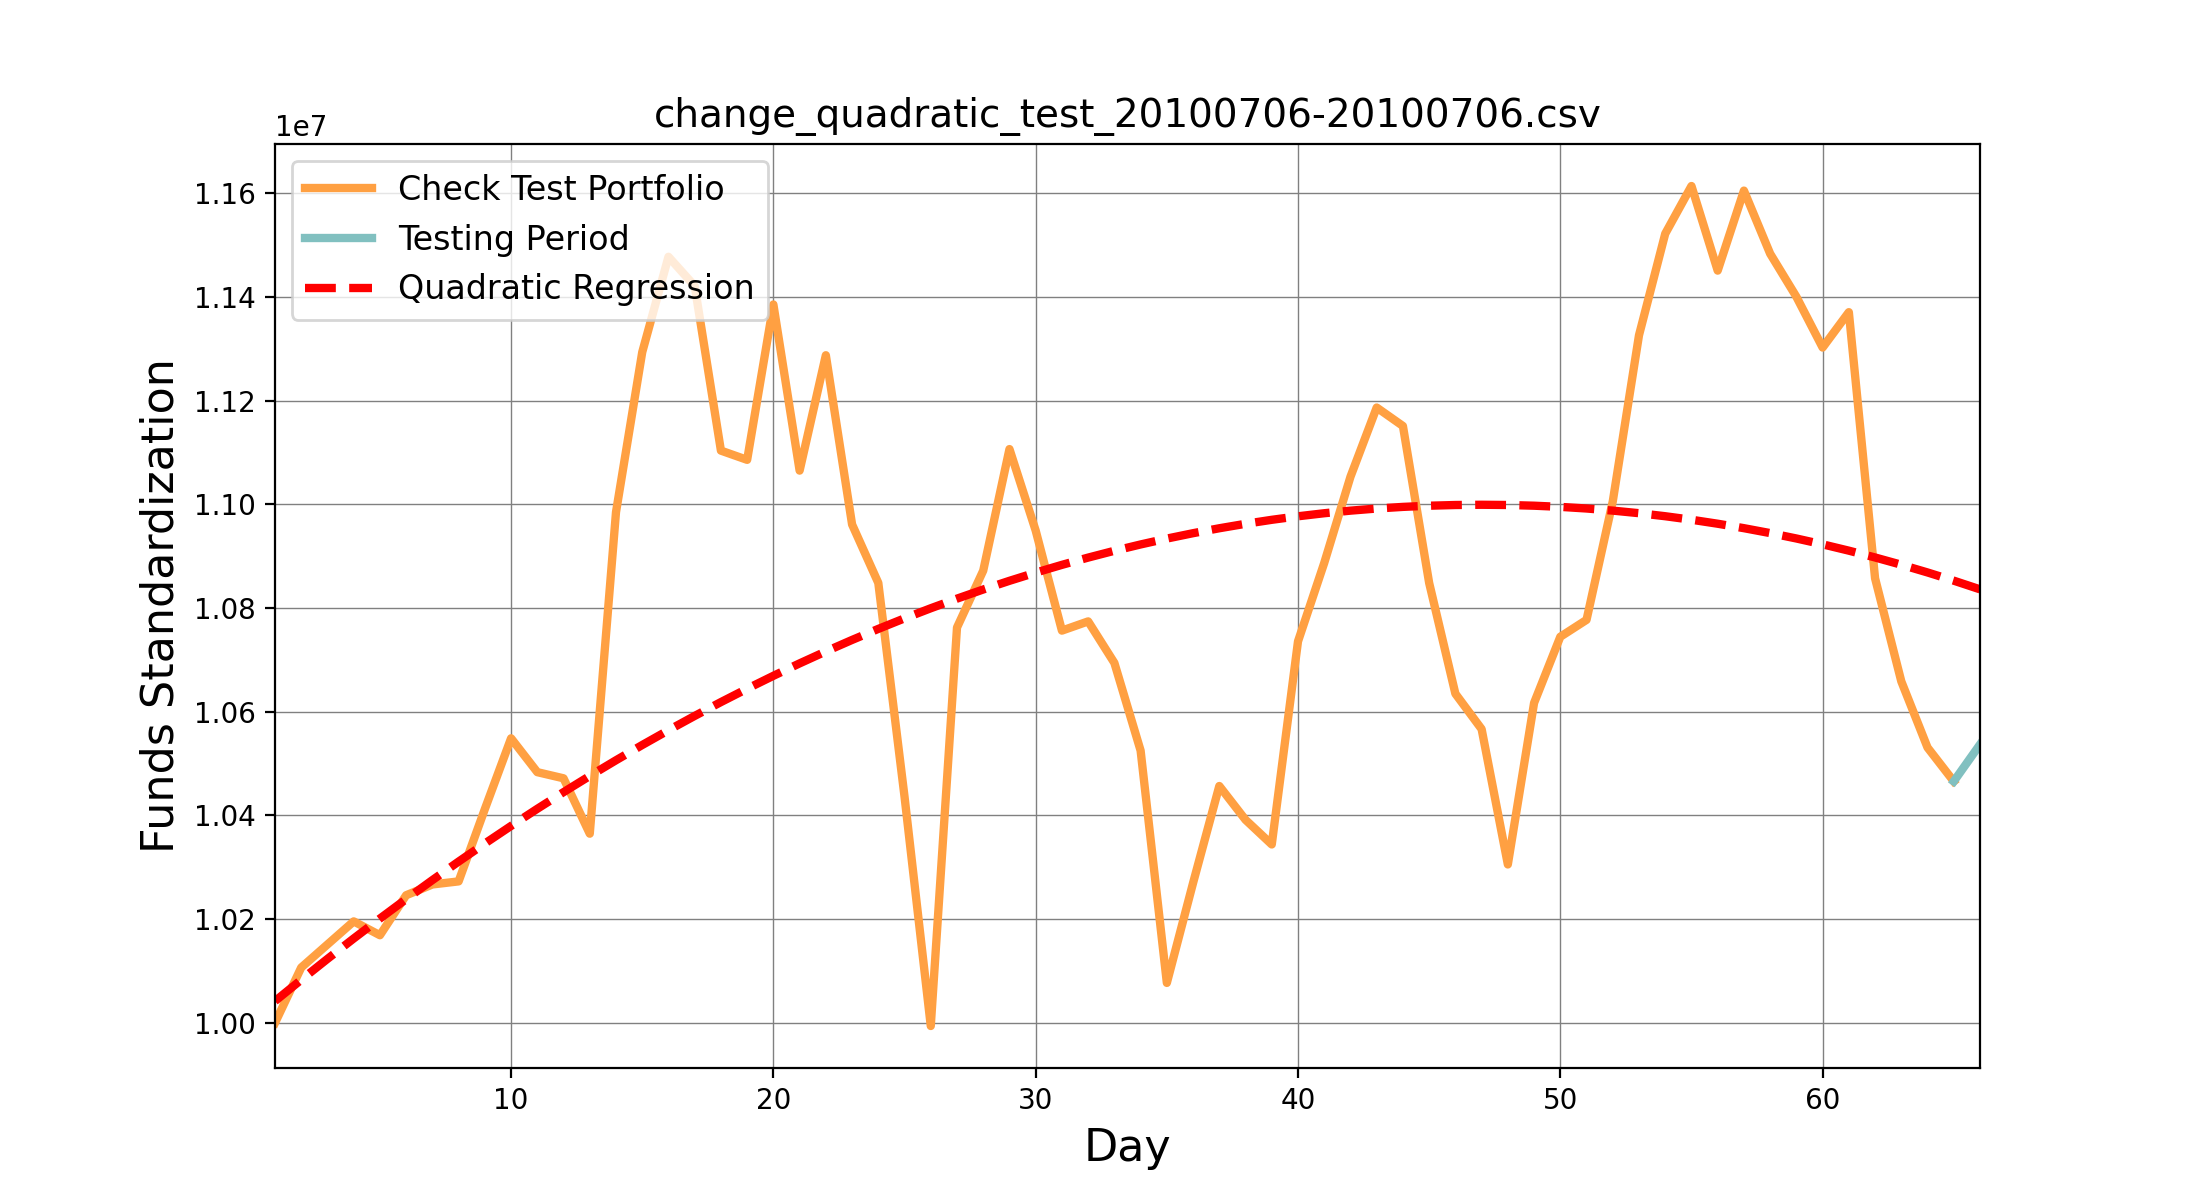 change_quadratic_test_20100706-20100706.csv
1e7
Check Test Portfolio
Testing Period
Quadratic Regression
1.16
1.14
1.12
1.10
1.08
1.06
1.04
1.02
1.00
Funds Standardization
10 20 30 40 50 60
Day